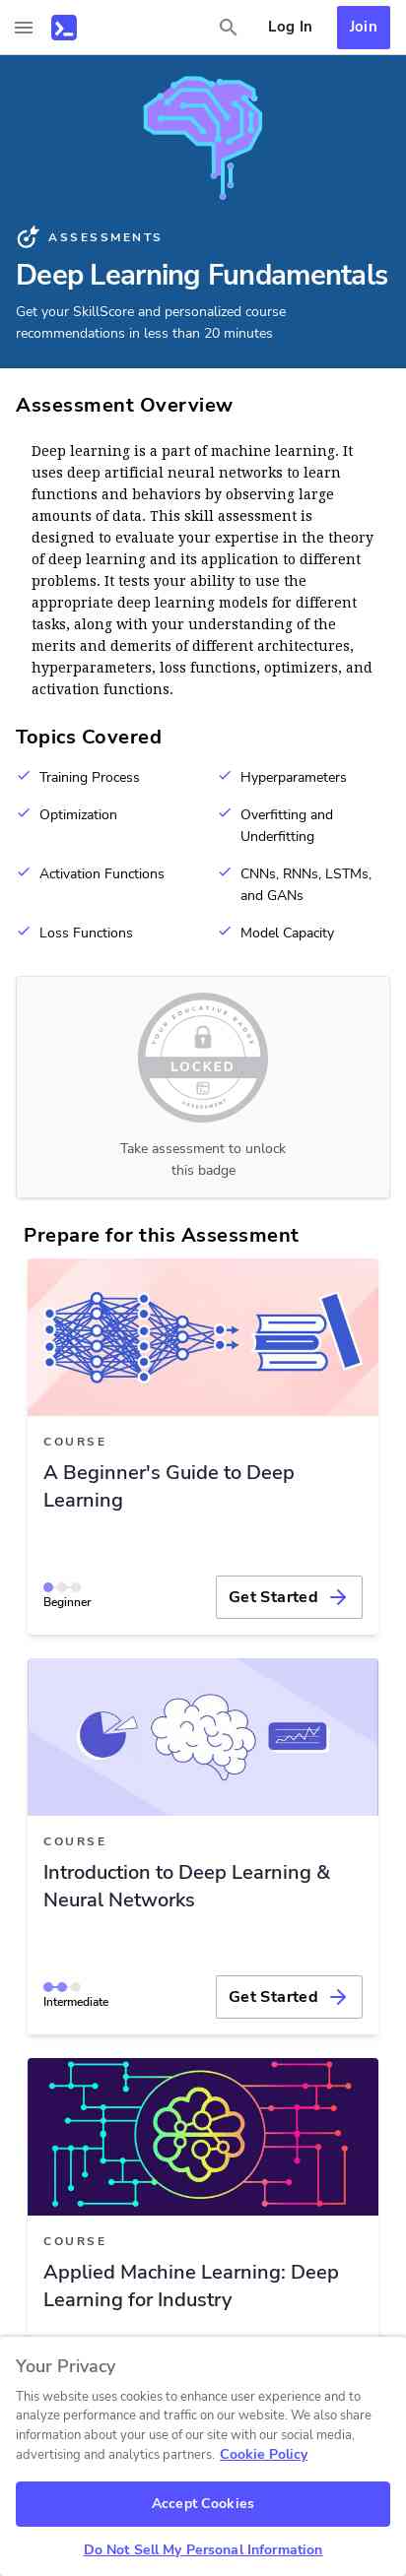 Log In
Join
ASSESSMENTS
Deep Learning Fundamentals
Get your SkillScore and personalized course
recommendations in less than 20 minutes
Assessment Overview
Deep learning is a part of machine learning. It
uses deep artificial neural networks to learn
functions and behaviors by observing large
amounts of data. This skill assessment is
designed to evaluate your expertise in the theory
of deep learning and its application to different
problems. It tests your ability to use the
appropriate deep learning models for different
tasks, along with your understanding of the
merits and demerits of different architectures,
hyperparameters, loss functions, optimizers, and
activation functions.
Topics Covered
Training Process
Hyperparameters
Optimization
Overfitting and
Underfitting
Activation Functions
CNNs, RNNs, LSTMs,
and GANs
Loss Functions
Model Capacity
YOUR EDUCATIVE BADGE
LOCKED
ASSESSMENT
Take assessment to unlock
this badge
Prepare for this Assessment
COURSE
A Beginner's Guide to Deep
Learning
Beginner
Get Started
COURSE
Introduction to Deep Learning &
Neural Networks
Intermediate
Get Started
COURSE
Applied Machine Learning: Deep
Learning for Industry
Your Privacy
This website uses cookies to enhance user experience and to
analyze performance and traffic on our website. We also share
information about your use of our site with our social media,
advertising and analytics partners. Cookie Policy
Accept Cookies
Do Not Sell My Personal Information